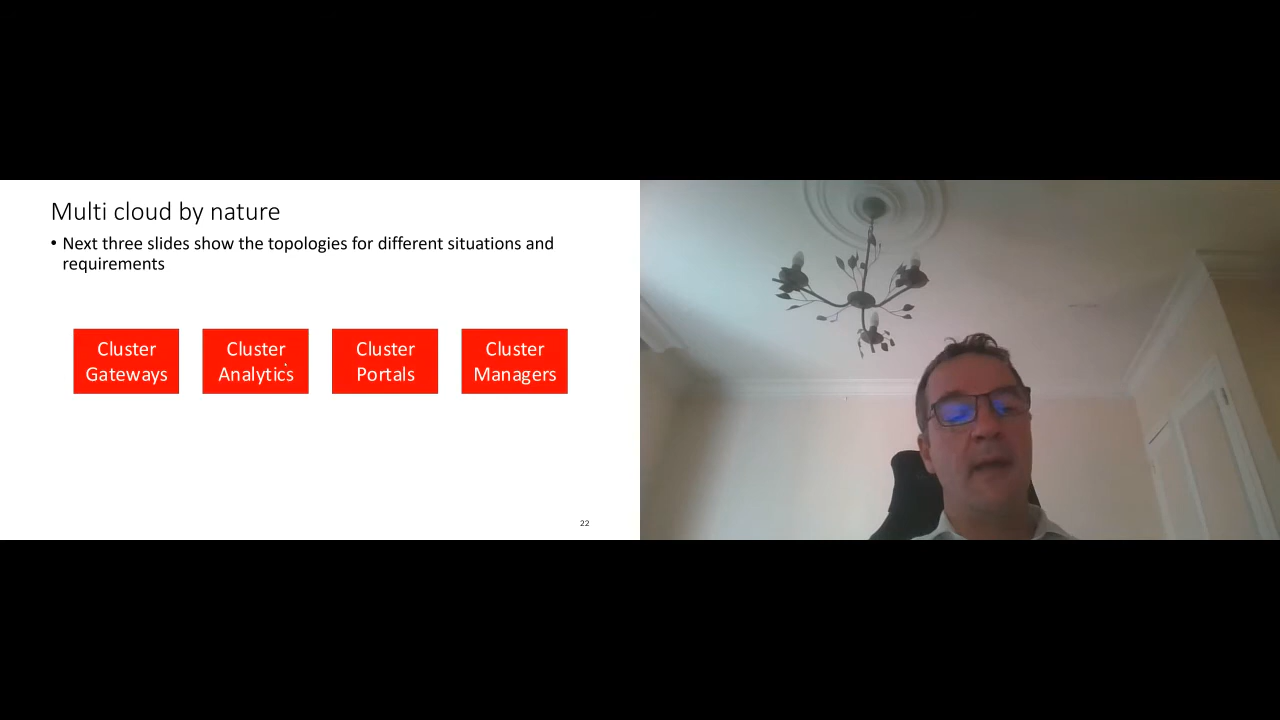 Multi cloud by nature
• Next three slides show the topologies for different situations and
requirements
Cluster
Gateways
Cluster
Analytics
Cluster
Portals
Cluster
Managers
22